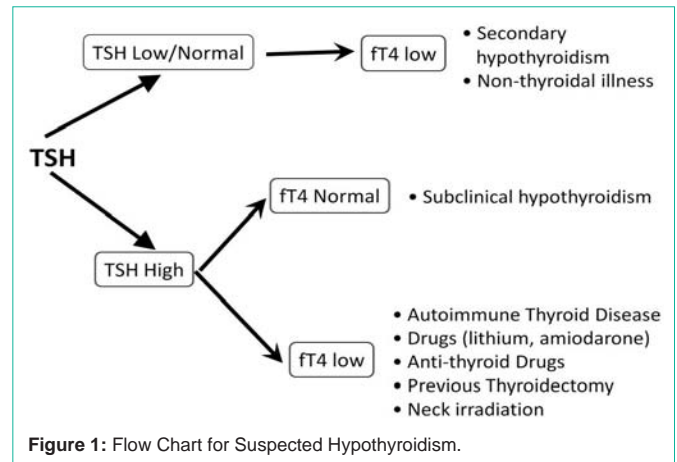 • Secondary
hypothyroidism
• Non-thyroidal illness
TSH Low/Normal
fT4 low
TSH
fT4 Normal
• Subclinical hypothyroidism
TSH High
fT4 low
• Autoimmune Thyroid Disease
• Drugs (lithium, amiodarone)
• Anti-thyroid Drugs
• Previous Thyroidectomy
• Neck irradiation
Figure 1: Flow Chart for Suspected Hypothyroidism.